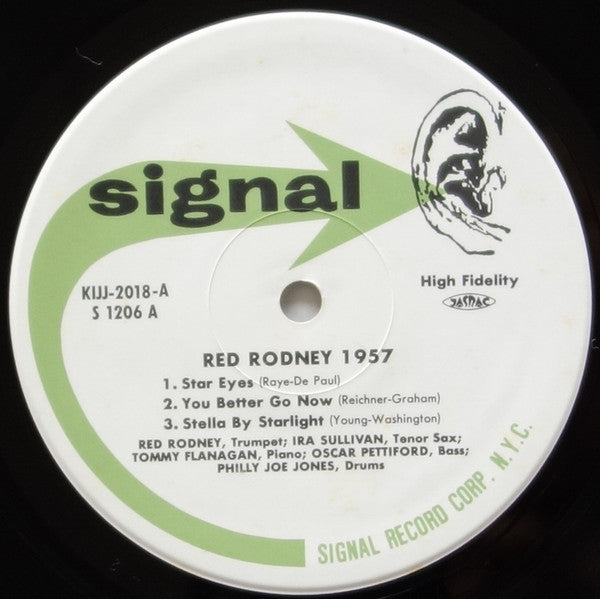 signal
High Fidelity
JASRAC
KIJJ-2018-A
S 1206 A
RED RODNEY 1957
1. Star Eyes (Raye-De Paul)
2. You Better Go Now (Reichner-Graham)
3. Stella By Starlight (Young-Washington)
RED RODNEY, Trumpet; IRA SULLIVAN, Tenor Sax;
TOMMY FLANAGAN, Piano; OSCAR PETTIFORD, Bass;
PHILLY JOE JONES, Drums
SIGNAL RECORD CORP. N.Y.C.